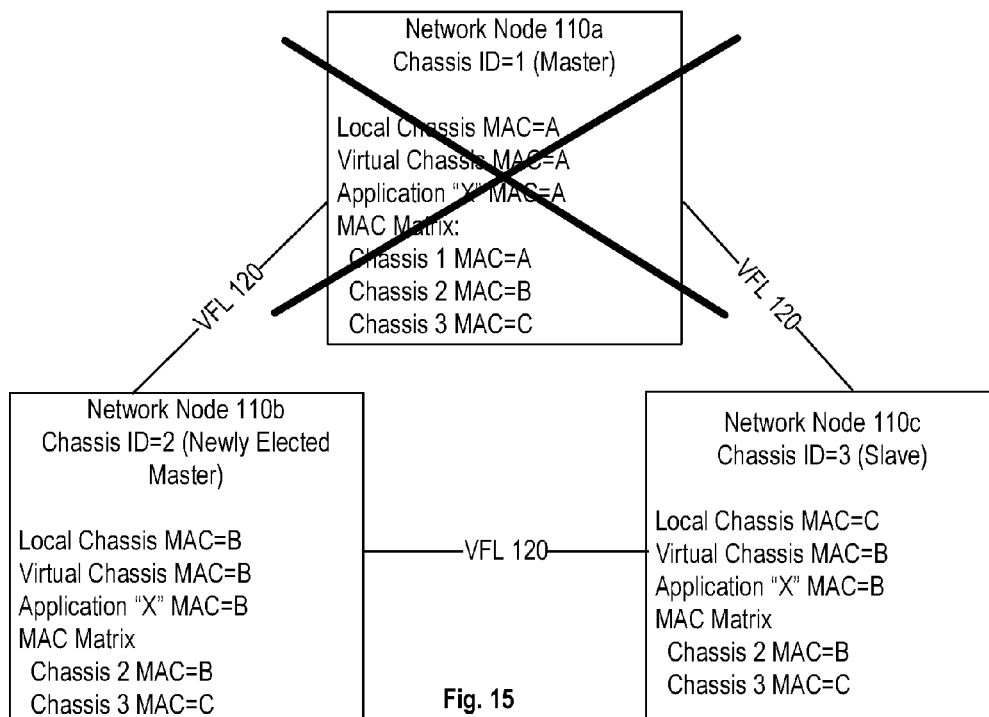 Network Node 110a
Chassis ID=1 (Master)
Local Chassis MAC=A
Virtual Chassis MAC=A
Application “X” MAC=A
MAC Matrix:
Chassis 1 MAC=A
Chassis 2 MAC=B
Chassis 3 MAC=C
VFL 120
VFL 120
Network Node 110b
Chassis ID=2 (Newly Elected
Master)
Local Chassis MAC=B
Virtual Chassis MAC=B
Application “X” MAC=B
MAC Matrix
Chassis 2 MAC=B
Chassis 3 MAC=C
VFL 120
Network Node 110c
Chassis ID=3 (Slave)
Local Chassis MAC=C
Virtual Chassis MAC=B
Application “X” MAC=B
MAC Matrix
Chassis 2 MAC=B
Chassis 3 MAC=C
Fig. 15